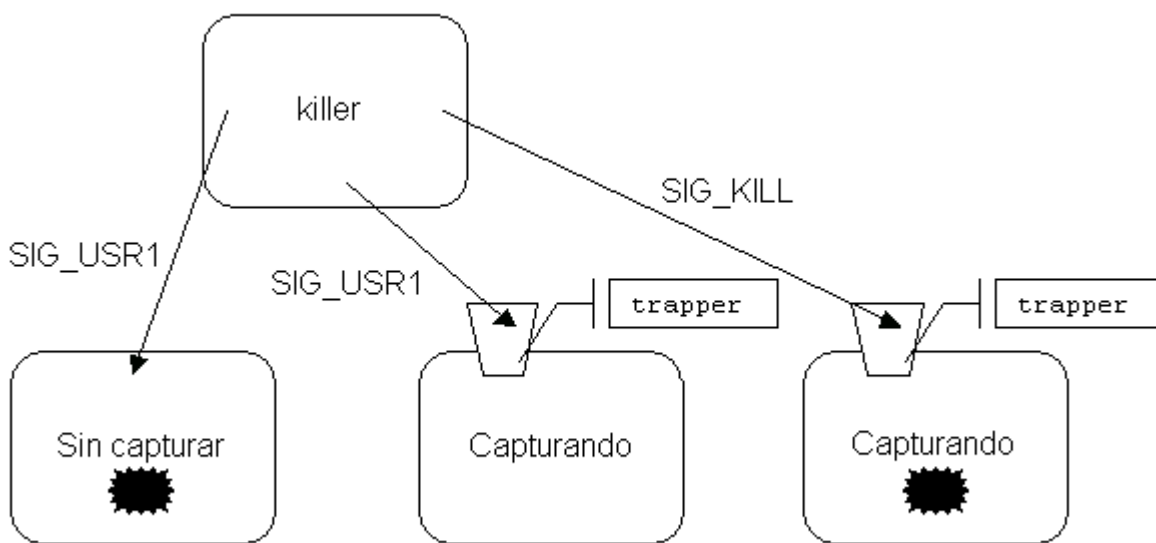 killer
SIG_KILL
SIG_USR1
SIG_USR1
trapper
trapper
Sin capturar
Capturando
Capturando